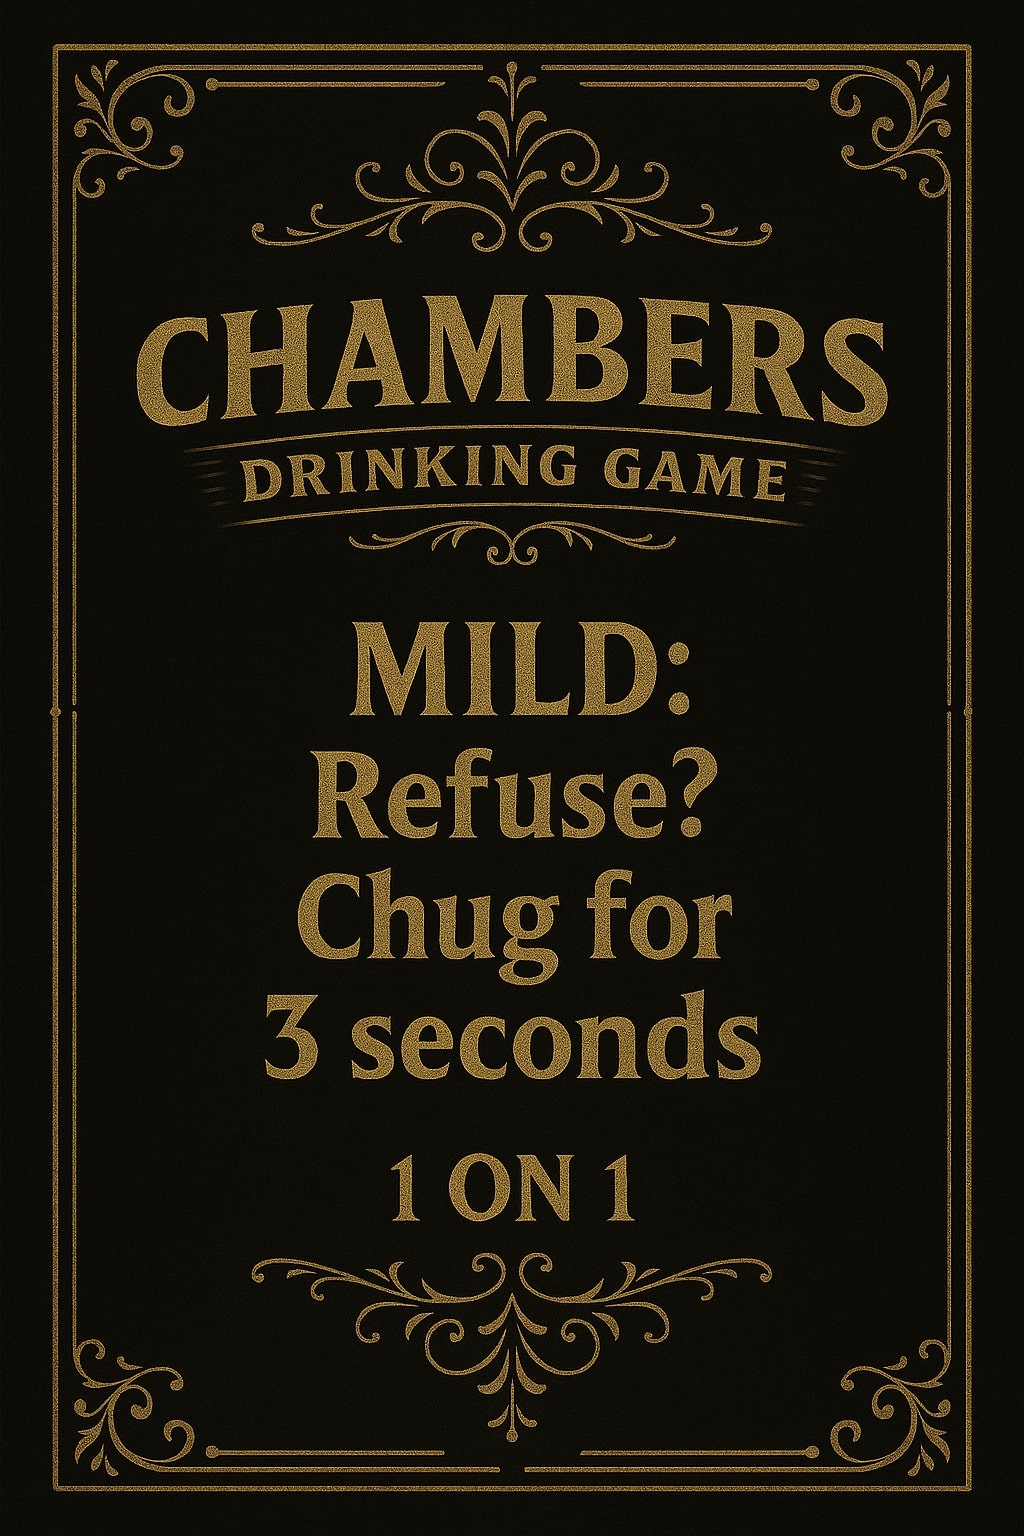 CHAMBERS
DRINKING GAME
MILD:
Refuse?
Chug for
3 seconds
1 ON 1